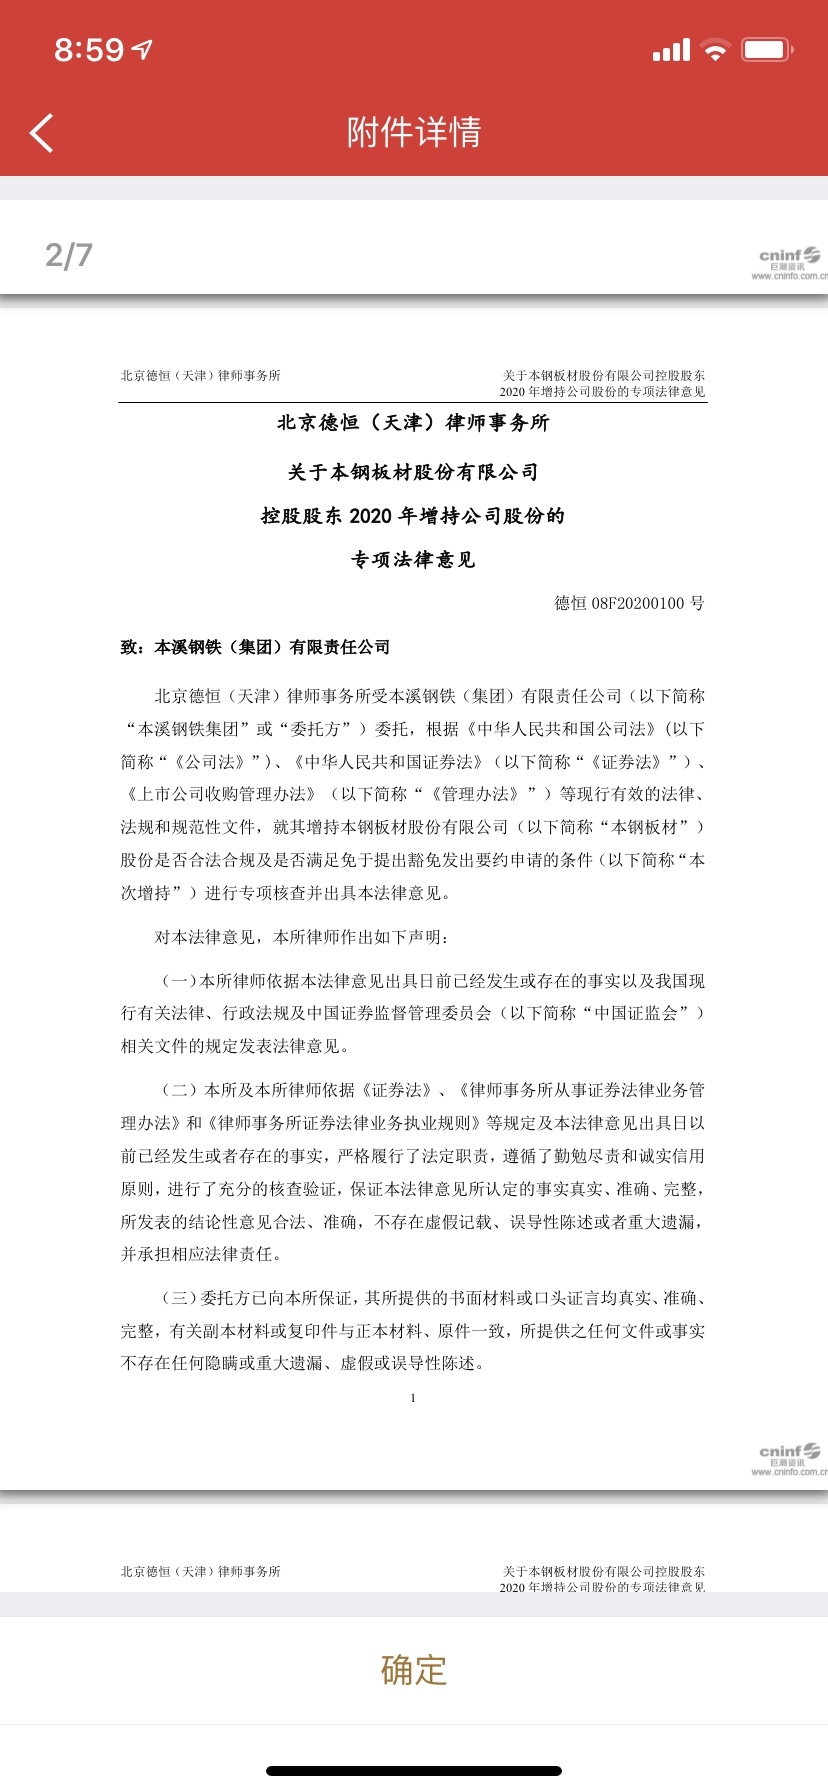 8:59
附件详情
2/7
cninf
巨潮资讯
www.cninfo.com.cn
北京德恒（天津）律师事务所
关于本钢板材股份有限公司控股股东
2020 年增持公司股份的专项法律意见
北京德恒（天津）律师事务所
关于本钢板材股份有限公司
控股股东 2020 年增持公司股份的
专项法律意见
德恒 08F20200100 号
致：本溪钢铁（集团）有限责任公司
北京德恒（天津）律师事务所受本溪钢铁（集团）有限责任公司（以下简称
“本溪钢铁集团”或“委托方”）委托，根据《中华人民共和国公司法》(以下
简称“《公司法》”)、《中华人民共和国证券法》（以下简称“《证券法》”）、
《上市公司收购管理办法》（以下简称“《管理办法》”）等现行有效的法律、
法规和规范性文件，就其增持本钢板材股份有限公司（以下简称“本钢板材”）
股份是否合法合规及是否满足免于提出豁免发出要约申请的条件（以下简称“本
次增持”）进行专项核查并出具本法律意见。
对本法律意见，本所律师作出如下声明：
（一）本所律师依据本法律意见出具日前已经发生或存在的事实以及我国现
行有关法律、行政法规及中国证券监督管理委员会（以下简称“中国证监会”）
相关文件的规定发表法律意见。
（二）本所及本所律师依据《证券法》、《律师事务所从事证券法律业务管
理办法》和《律师事务所证券法律业务执业规则》等规定及本法律意见出具日以
前已经发生或者存在的事实，严格履行了法定职责，遵循了勤勉尽责和诚实信用
原则，进行了充分的核查验证，保证本法律意见所认定的事实真实、准确、完整，
所发表的结论性意见合法、准确，不存在虚假记载、误导性陈述或者重大遗漏，
并承担相应法律责任。
（三）委托方已向本所保证，其所提供的书面材料或口头证言均真实、准确、
完整，有关副本材料或复印件与正本材料、原件一致，所提供之任何文件或事实
不存在任何隐瞒或重大遗漏、虚假或误导性陈述。
1
cninf
巨潮资讯
www.cninfo.com.cn
北京德恒（天津）律师事务所
关于本钢板材股份有限公司控股股东
2020 年增持公司股份的专项法律意见
确定